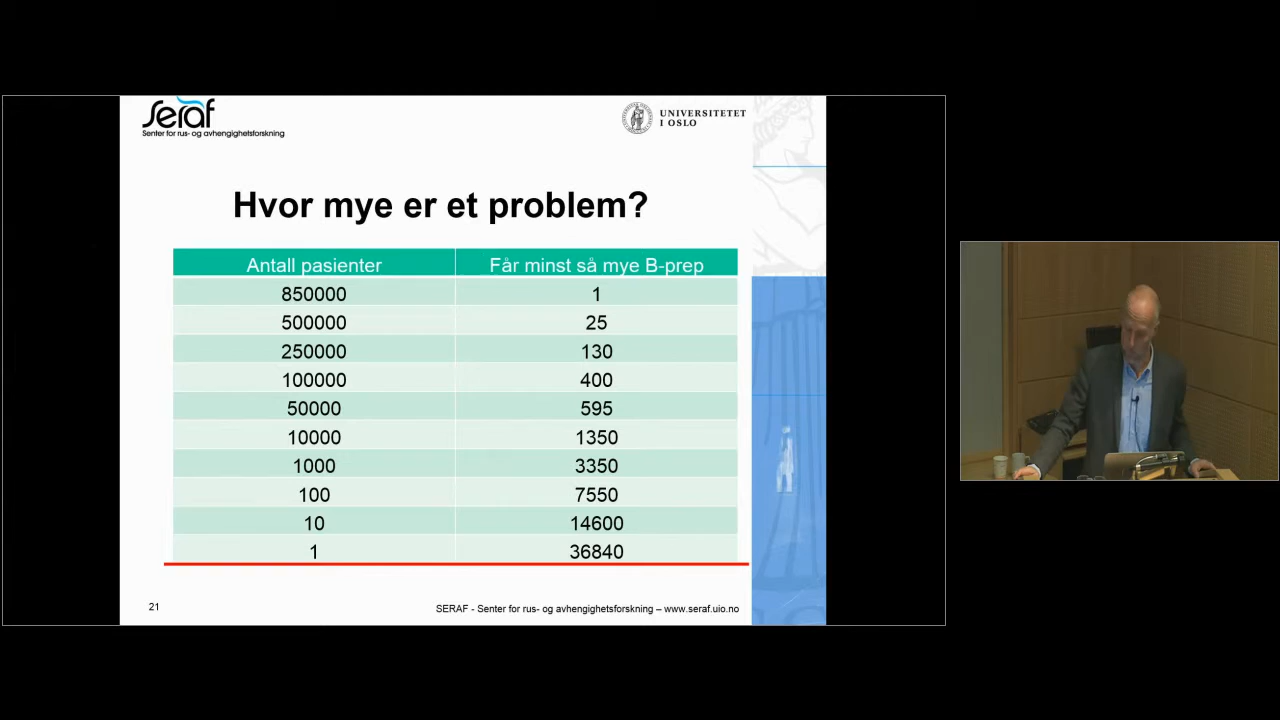 seraf
Senter for rus- og avhengighetsforskning
UNIVERSITETET
I OSLO
Hvor mye er et problem?
Antall pasienter Får minst så mye B-prep
850000 1
500000 25
250000 130
100000 400
50000 595
10000 1350
1000 3350
100 7550
10 14600
1 36840
21
SERAF - Senter for rus- og avhengighetsforskning – www.seraf.uio.no